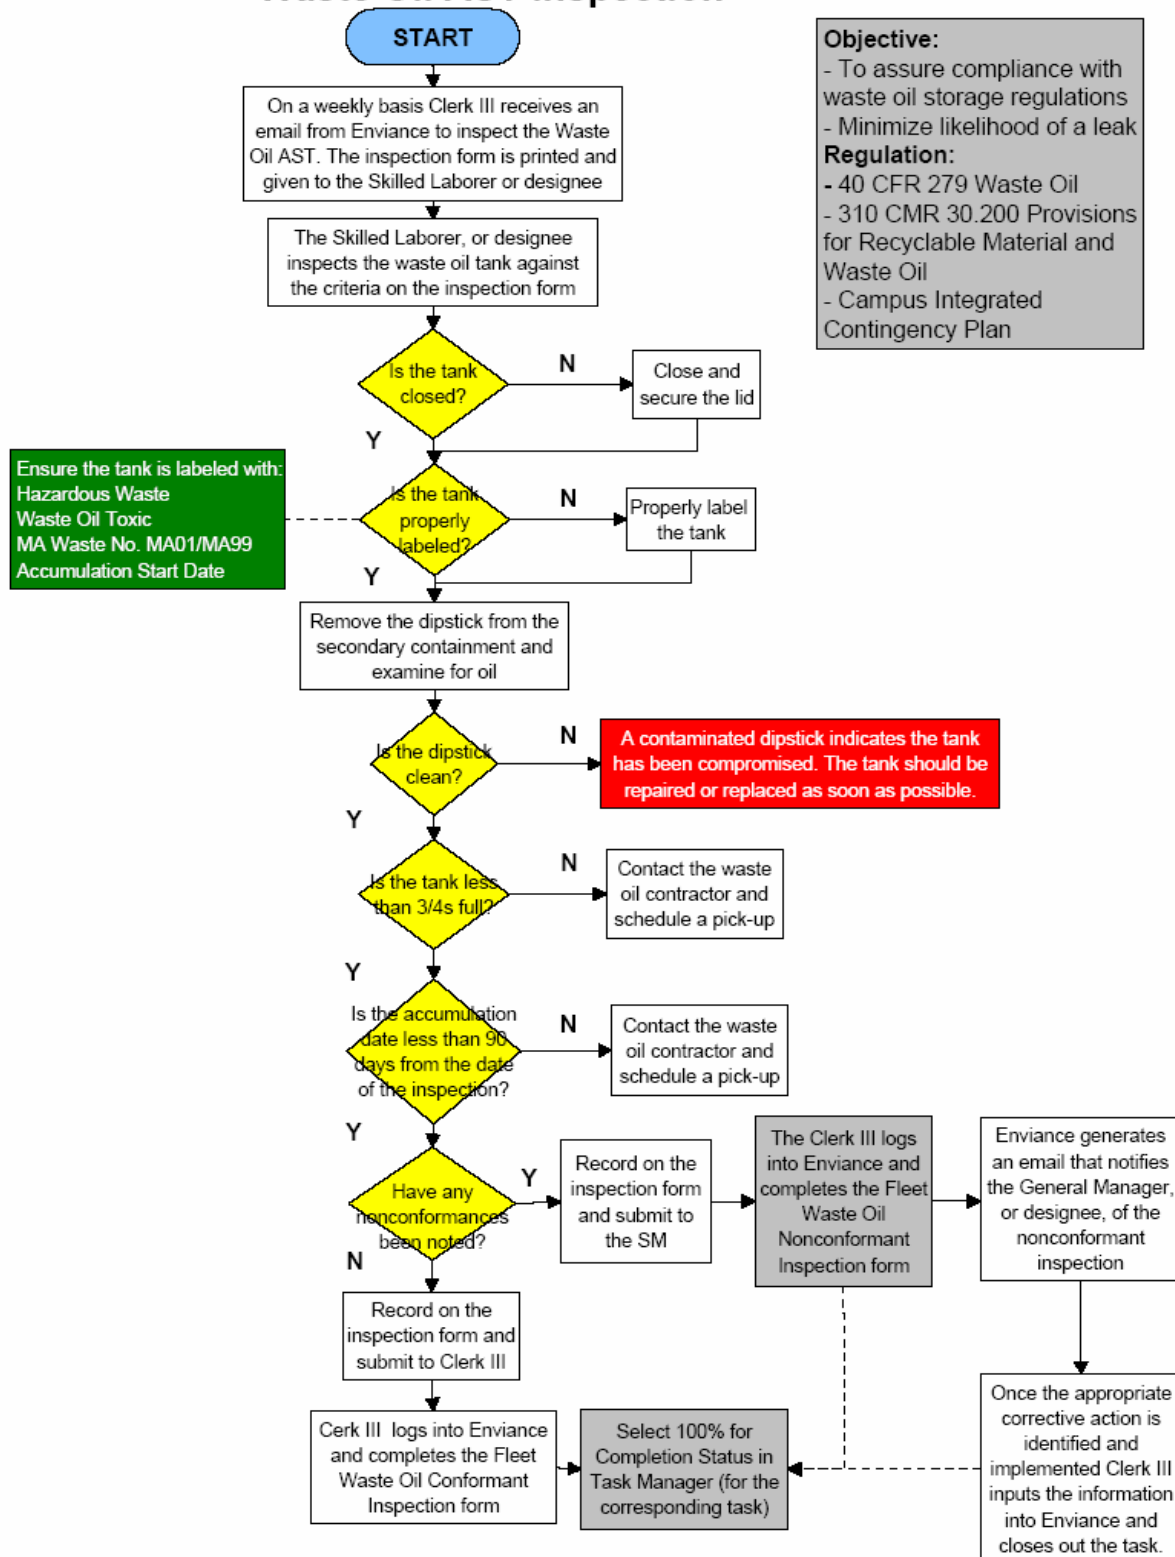 START
Objective:
- To assure compliance with
waste oil storage regulations
- Minimize likelihood of a leak
Regulation:
- 40 CFR 279 Waste Oil
- 310 CMR 30.200 Provisions
for Recyclable Material and
Waste Oil
- Campus Integrated
Contingency Plan
On a weekly basis Clerk III receives an
email from Enviance to inspect the Waste
Oil AST. The inspection form is printed and
given to the Skilled Laborer or designee
The Skilled Laborer, or designee
inspects the waste oil tank against
the criteria on the inspection form
Is the tank
closed?
N
Close and
secure the lid
Y
Ensure the tank is labeled with:
Hazardous Waste
Waste Oil Toxic
MA Waste No. MA01/MA99
Accumulation Start Date
Is the tank
properly
labeled?
N
Properly label
the tank
Y
Remove the dipstick from the
secondary containment and
examine for oil
Is the dipstick
clean?
N
A contaminated dipstick indicates the tank
has been compromised. The tank should be
repaired or replaced as soon as possible.
Y
Is the tank less
than 3/4s full?
N
Contact the waste
oil contractor and
schedule a pick-up
Y
Is the accumulation
date less than 90
days from the date
of the inspection?
N
Contact the waste
oil contractor and
schedule a pick-up
Y
Have any
nonconformances
been noted?
Y
Record on the
inspection form
and submit to
the SM
The Clerk III logs
into Enviance and
completes the Fleet
Waste Oil
Nonconformant
Inspection form
Enviance generates
an email that notifies
the General Manager,
or designee, of the
nonconformant
inspection
N
Record on the
inspection form and
submit to Clerk III
Cerk III logs into Enviance
and completes the Fleet
Waste Oil Conformant
Inspection form
Select 100% for
Completion Status in
Task Manager (for the
corresponding task)
Once the appropriate
corrective action is
identified and
implemented Clerk III
inputs the information
into Enviance and
closes out the task.